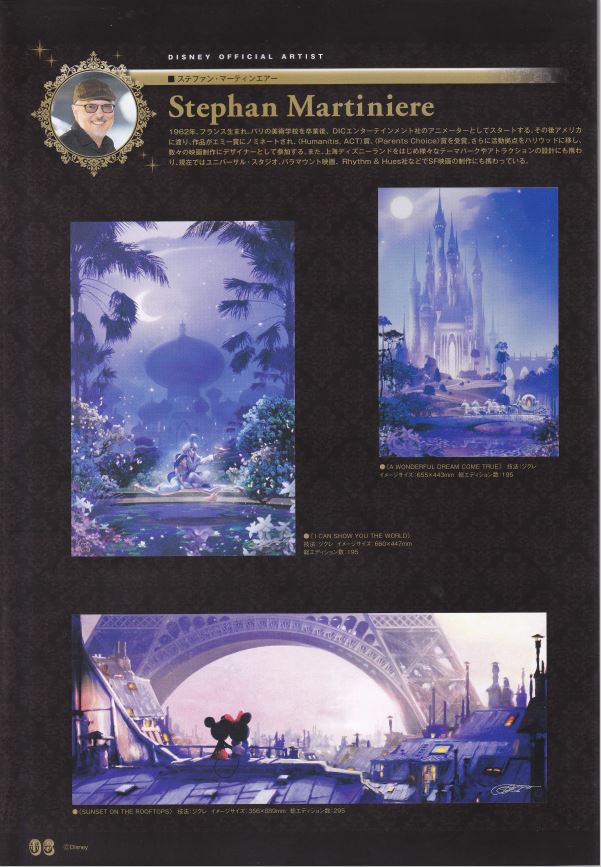 DISNEY OFFICIAL ARTIST
■ ステファン・マーティンエアー
Stephan Martiniere
1962年、フランス生まれ。パリの美術学校を卒業後、DICエンターテインメント社のアニメーターとしてスタートする。その後アメリカ
に渡り、作品がエミー賞にノミネートされ、《Humanitis, ACT》賞、《Parents Choice》賞を受賞。さらに活動拠点をハリウッドに移し、
数々の映画制作にデザイナーとして参加する。また、上海ディズニーランドをはじめ様々なテーマパークやアトラクションの設計にも携わ
り、現在ではユニバーサル・スタジオ、パラマウント映画、Rhythm & Hues社などでSF映画の制作にも携わっている。
●《A WONDERFUL DREAM COME TRUE》 技法：ジクレ
イメージサイズ：655×443mm 総エディション数：195
●《I CAN SHOW YOU THE WORLD》
技法：ジクレ イメージサイズ：660×447mm
総エディション数：195
●《SUNSET ON THE ROOFTOPS》 技法：ジクレ イメージサイズ：356×889mm 総エディション数：295
06 ©Disney